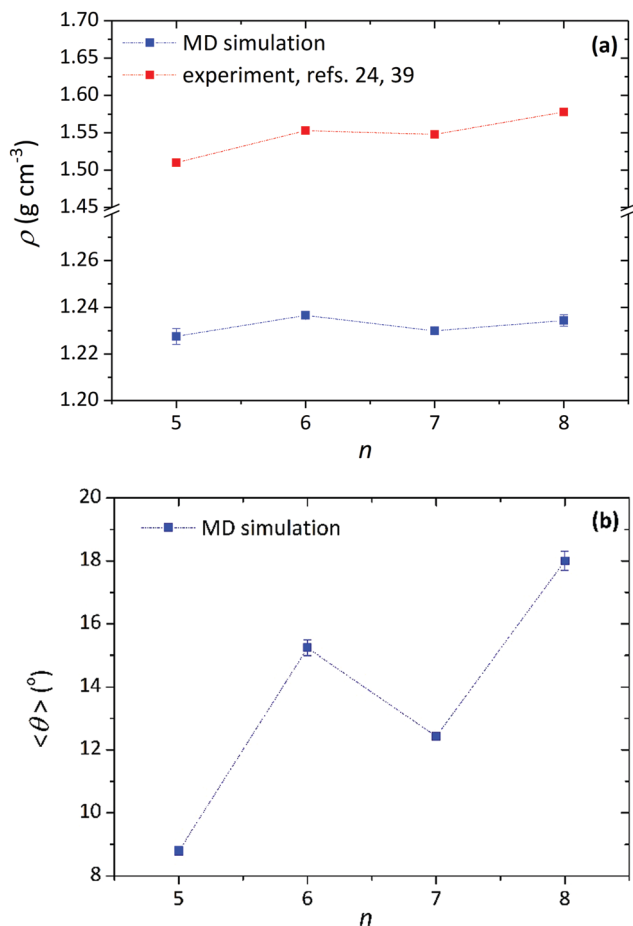 1.70
MD simulation
(a)
experiment, refs. 24, 39
1.65
1.60
1.55
1.50
1.45
ρ (g cm⁻³)
1.26
1.24
1.22
1.20
5 6 7 8
n
20
MD simulation
(b)
18
16
14
12
10
8
<θ> (°)
5 6 7 8
n